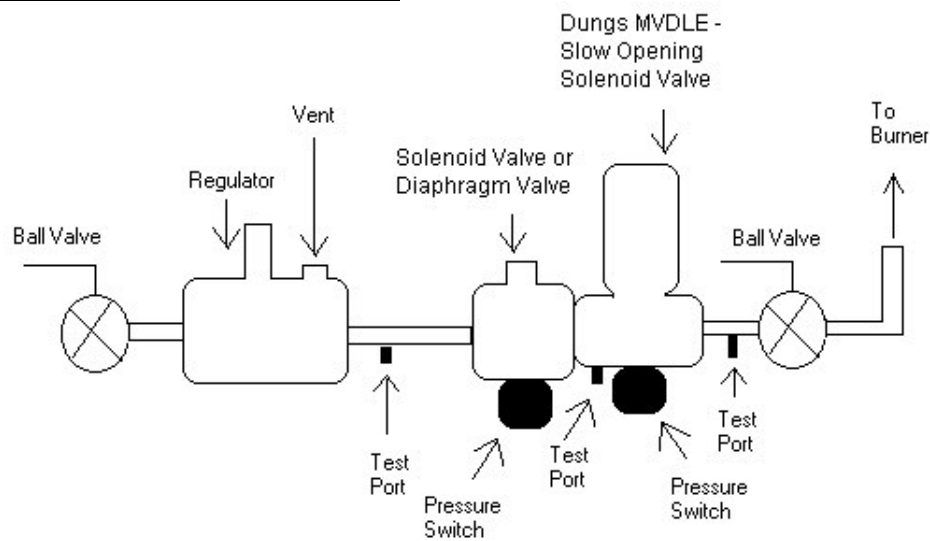 Dungs MVDLE -
Slow Opening
Solenoid Valve
To
Burner
Vent
Solenoid Valve or
Diaphragm Valve
Regulator
Ball Valve
Ball Valve
Test
Port
Pressure
Switch
Test
Port
Pressure
Switch
Test
Port